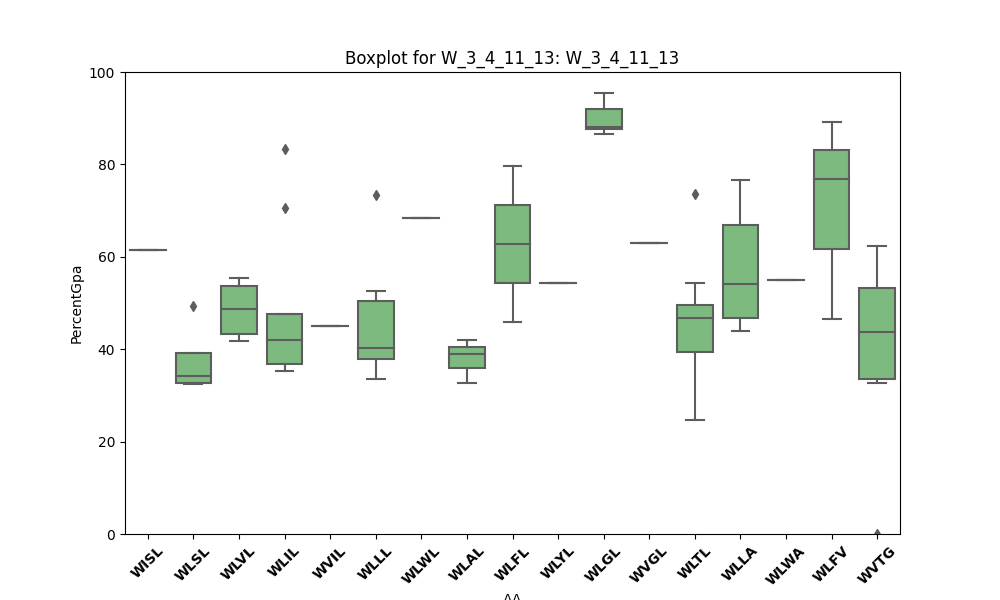 Boxplot for W_3_4_11_13: W_3_4_11_13
PercentGpa
100
80
60
40
20
0
WISL
WLSL
WLVL
WLIL
WVIL
WLLL
WLWL
WLAL
WLFL
WLYL
WLGL
WVGL
WLTL
WLLA
WLWA
WLFV
WVTG
AA